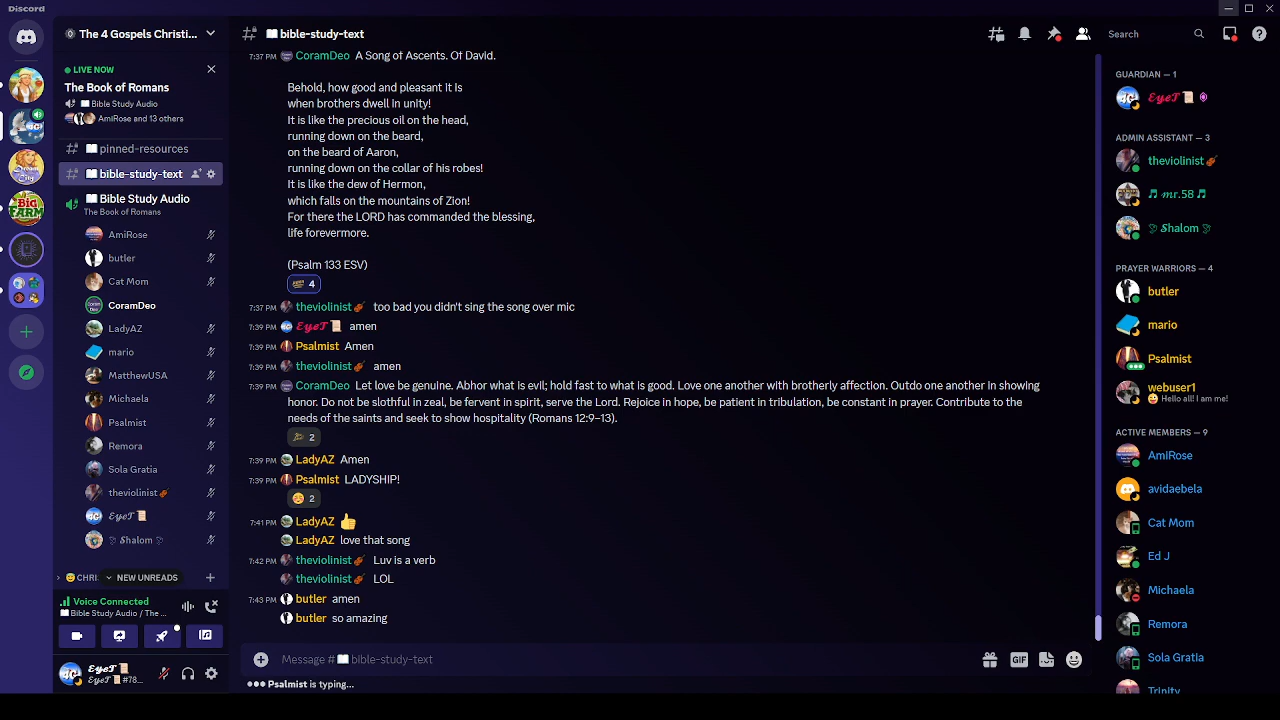 Discord
The 4 Gospels Christi...
LIVE NOW
The Book of Romans
Bible Study Audio
AmiRose and 13 others
pinned-resources
bible-study-text
Bible Study Audio
The Book of Romans
AmiRose
butler
Cat Mom
CoramDeo
LadyAZ
mario
MatthewUSA
Michaela
Psalmist
Remora
Sola Gratia
theviolinist
EyeT
Shalom
CHRI
NEW UNREADS
Voice Connected
Bible Study Audio / The ...
EyeT
EyeT #78...
bible-study-text
Search
7:37 PM CoramDeo A Song of Ascents. Of David.
Behold, how good and pleasant it is
when brothers dwell in unity!
It is like the precious oil on the head,
running down on the beard,
on the beard of Aaron,
running down on the collar of his robes!
It is like the dew of Hermon,
which falls on the mountains of Zion!
For there the LORD has commanded the blessing,
life forevermore.
(Psalm 133 ESV)
4
7:37 PM theviolinist too bad you didn't sing the song over mic
7:39 PM EyeT amen
7:39 PM Psalmist Amen
7:39 PM theviolinist amen
7:39 PM CoramDeo Let love be genuine. Abhor what is evil; hold fast to what is good. Love one another with brotherly affection. Outdo one another in showing
honor. Do not be slothful in zeal, be fervent in spirit, serve the Lord. Rejoice in hope, be patient in tribulation, be constant in prayer. Contribute to the
needs of the saints and seek to show hospitality (Romans 12:9–13).
2
7:39 PM LadyAZ Amen
7:39 PM Psalmist LADYSHIP!
2
7:41 PM LadyAZ
LadyAZ love that song
7:42 PM theviolinist Luv is a verb
theviolinist LOL
7:43 PM butler amen
butler so amazing
Message # bible-study-text
GIF
Psalmist is typing...
GUARDIAN — 1
EyeT
ADMIN ASSISTANT — 3
theviolinist
mr.58
Shalom
PRAYER WARRIORS — 4
butler
mario
Psalmist
webuser1
Hello all! I am me!
ACTIVE MEMBERS — 9
AmiRose
avidaebela
Cat Mom
Ed J
Michaela
Remora
Sola Gratia
Trinity